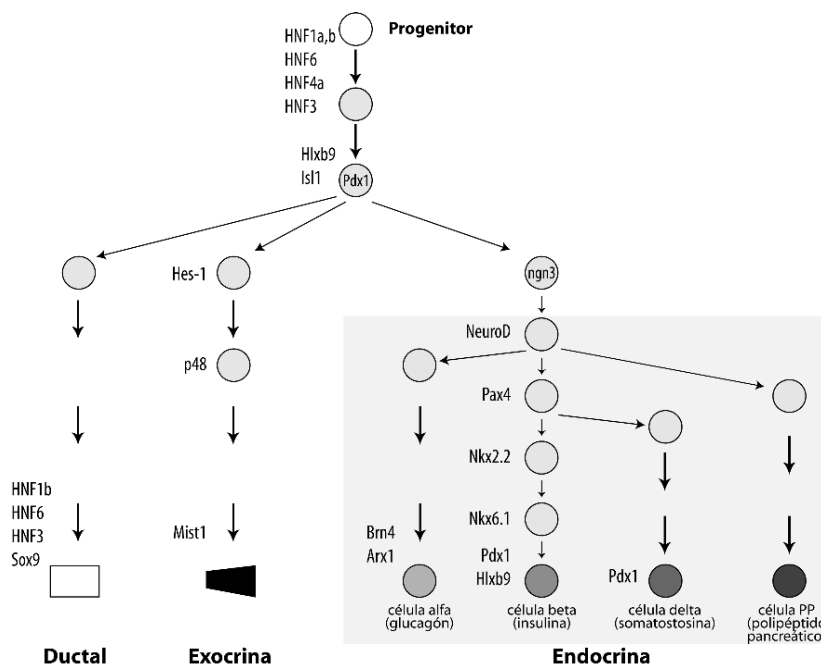 Progenitor
HNF1a,b
HNF6
HNF4a
HNF3
Hlxb9
Isl1
Pdx1
Hes-1
ngn3
NeuroD
p48
Pax4
Nkx2.2
HNF1b
HNF6
HNF3
Sox9
Mist1
Nkx6.1
Brn4
Arx1
Pdx1
Hlxb9
Pdx1
célula alfa
(glucagón)
célula beta
(insulina)
célula delta
(somatostosina)
célula PP
(polipéptido
pancreático)
Ductal
Exocrina
Endocrina